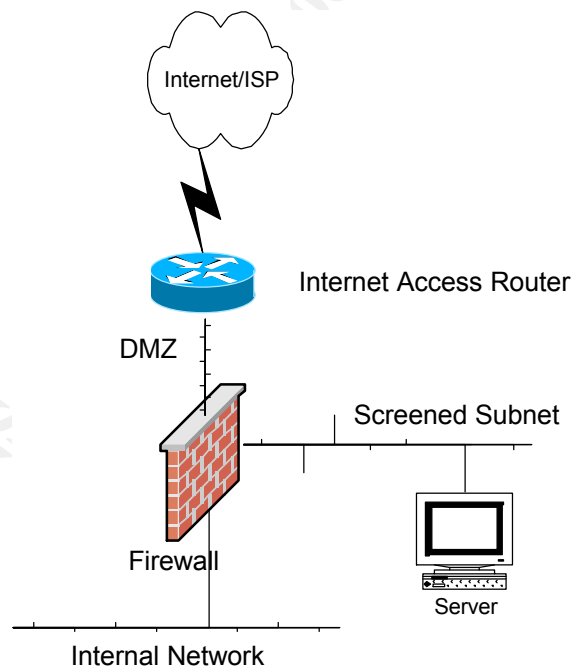 Internet/ISP
Internet Access Router
DMZ
Screened Subnet
Firewall
Server
Internal Network